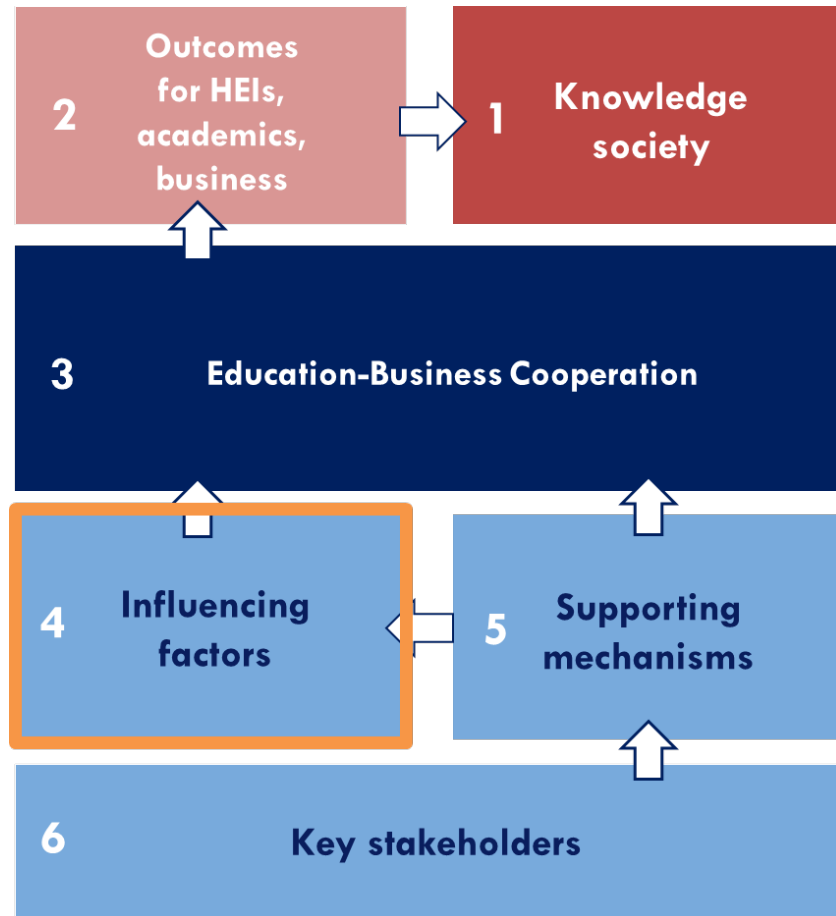 2
Outcomes
for HEIs,
academics,
business
1
Knowledge
society
3
Education-Business Cooperation
4
Influencing
factors
5
Supporting
mechanisms
6
Key stakeholders